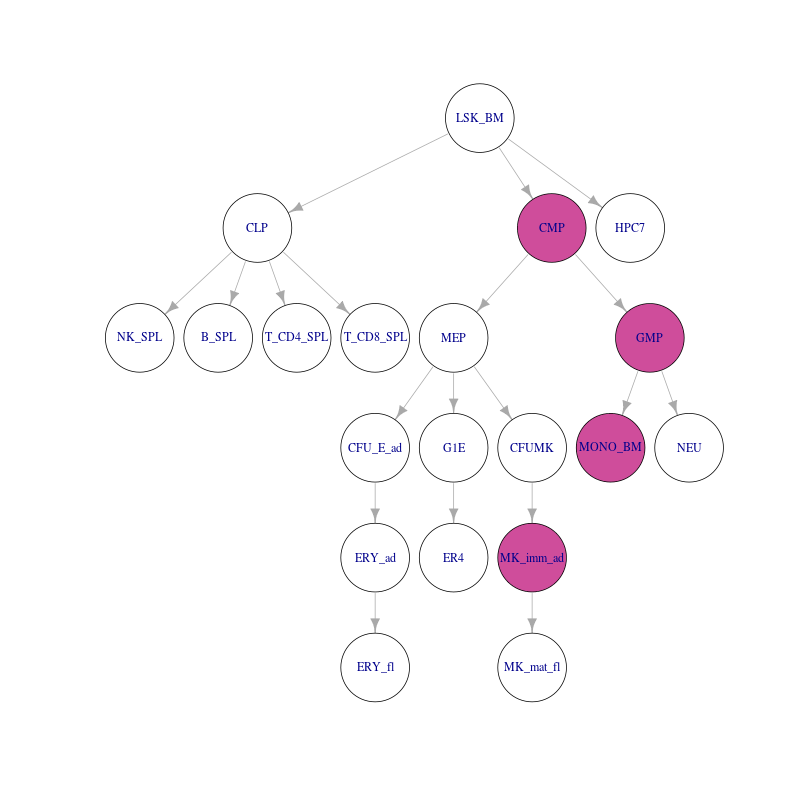 LSK_BM
CLP
CMP
HPC7
NK_SPL
B_SPL
T_CD4_SPL
T_CD8_SPL
MEP
GMP
CFU_E_ad
G1E
CFUMK
MONO_BM
NEU
ERY_ad
ER4
MK_imm_ad
ERY_fl
MK_mat_fl